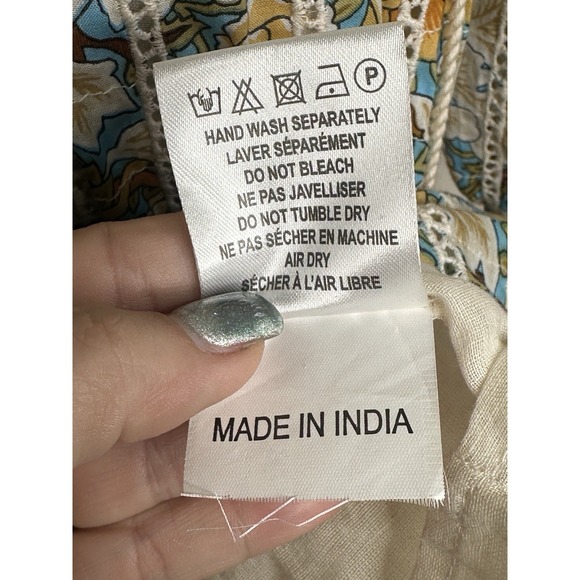 P
HAND WASH SEPARATELY
LAVER SÉPARÉMENT
DO NOT BLEACH
NE PAS JAVELLISER
DO NOT TUMBLE DRY
NE PAS SÉCHER EN MACHINE
AIR DRY
SÉCHER À L'AIR LIBRE
MADE IN INDIA